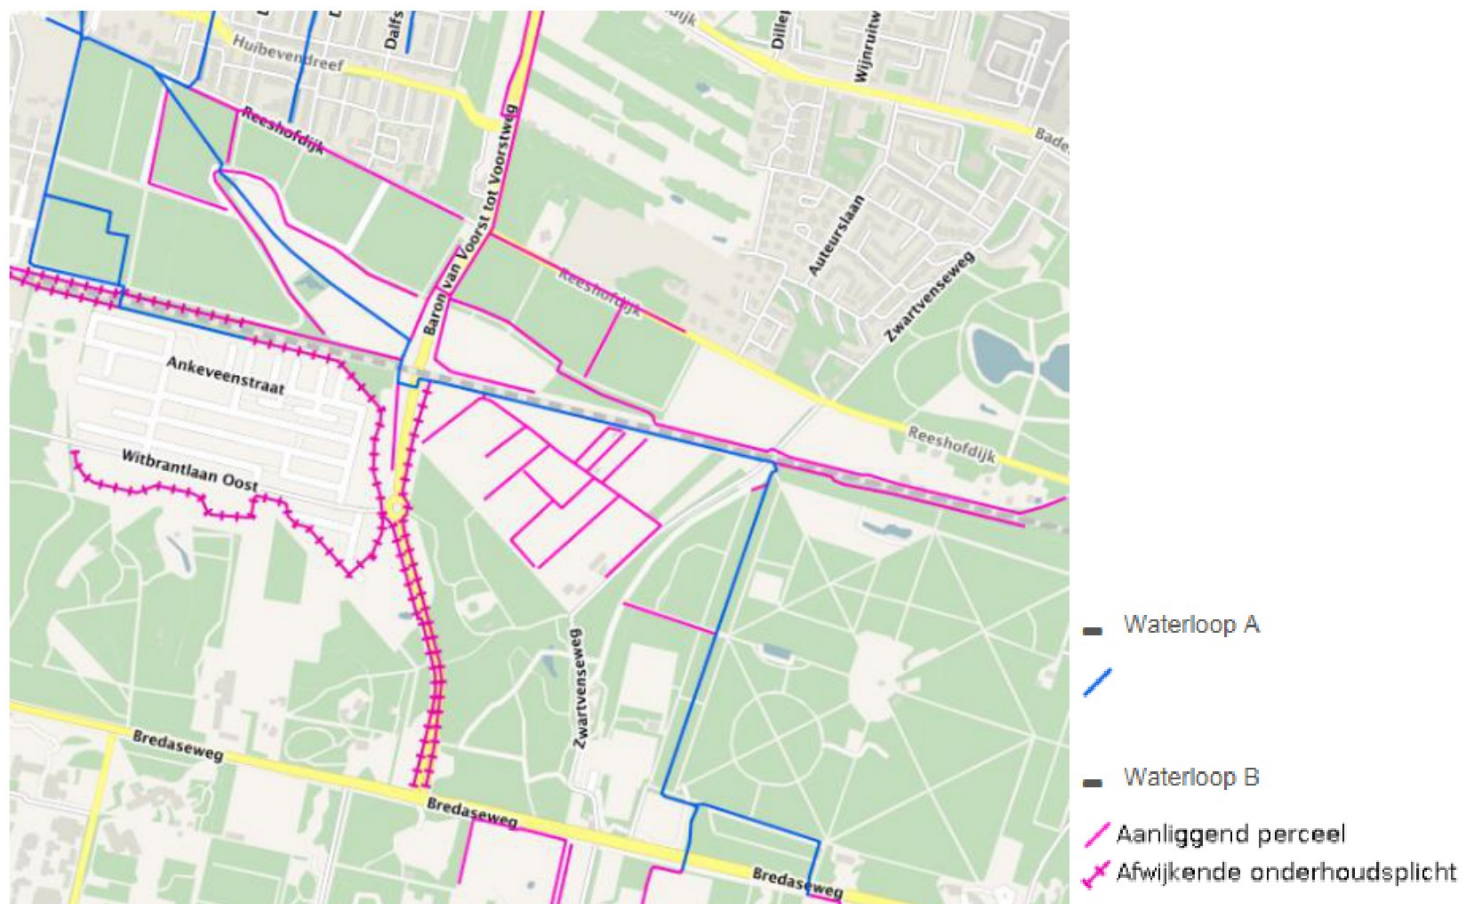 Dalfs
Huibevendreef
Dillej
Wijnruitw
Bade
Reeshofdijk
Baron van Voorst tot Voorstweg
Auteurslaan
Zwartvenseweg
Reeshofdijk
Ankeveenstraat
Reeshofdijk
Witbrantlaan Oost
Zwartvenseweg
Bredaseweg
Bredaseweg
Bredaseweg
Waterloop A
Waterloop B
Aanliggend perceel
Afwijkende onderhoudsplicht